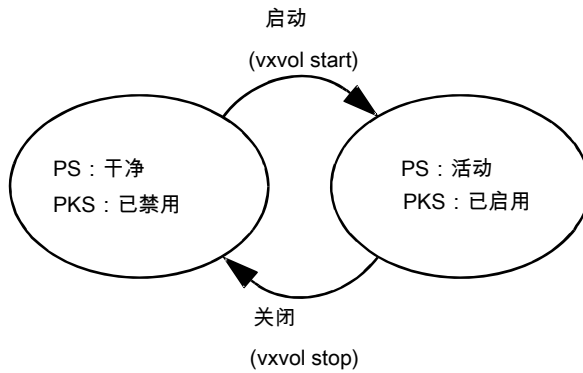 启动
(vxvol start)
PS：干净
PKS：已禁用
PS：活动
PKS：已启用
关闭
(vxvol stop)